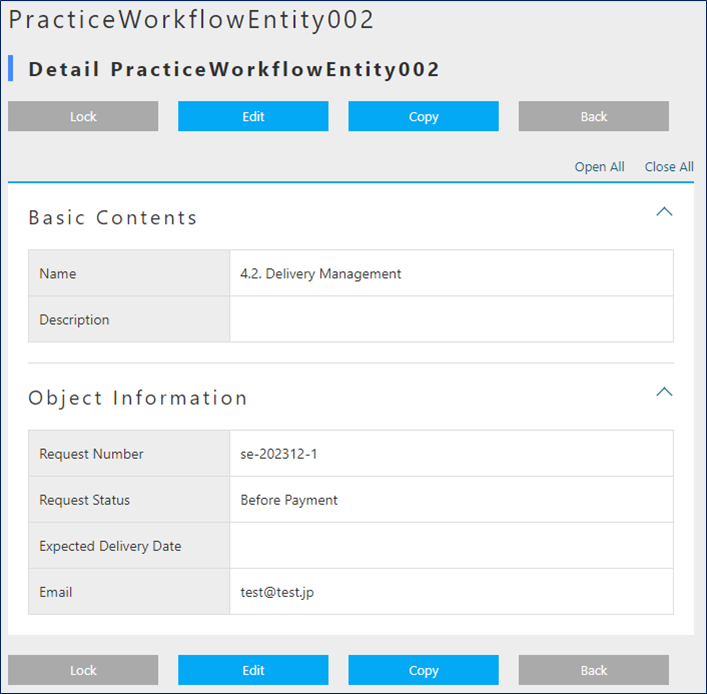 PracticeWorkflowEntity002
Detail PracticeWorkflowEntity002
Lock Edit Copy Back
Open All Close All
Basic Contents
Name 4.2. Delivery Management
Description
Object Information
Request Number se-202312-1
Request Status Before Payment
Expected Delivery Date
Email test@test.jp
Lock Edit Copy Back